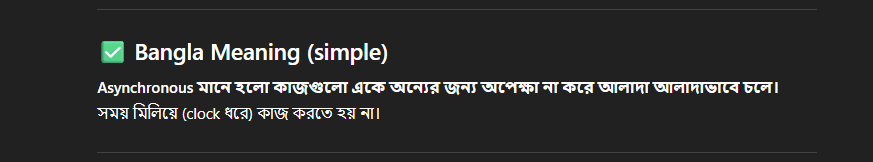 ✅ Bangla Meaning (simple)
Asynchronous মানে হলো কাজগুলো একে অন্যের জন্য অপেক্ষা না করে আলাদা আলাদাভাবে চলে।
সময় মিলিয়ে (clock ধরে) কাজ করতে হয় না।